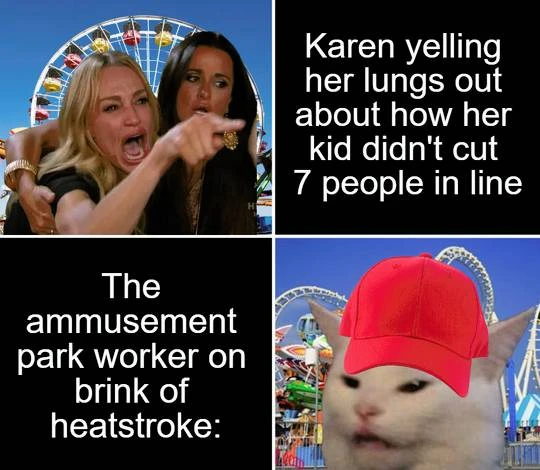 Karen yelling
her lungs out
about how her
kid didn't cut
7 people in line
The
ammusement
park worker on
brink of
heatstroke: